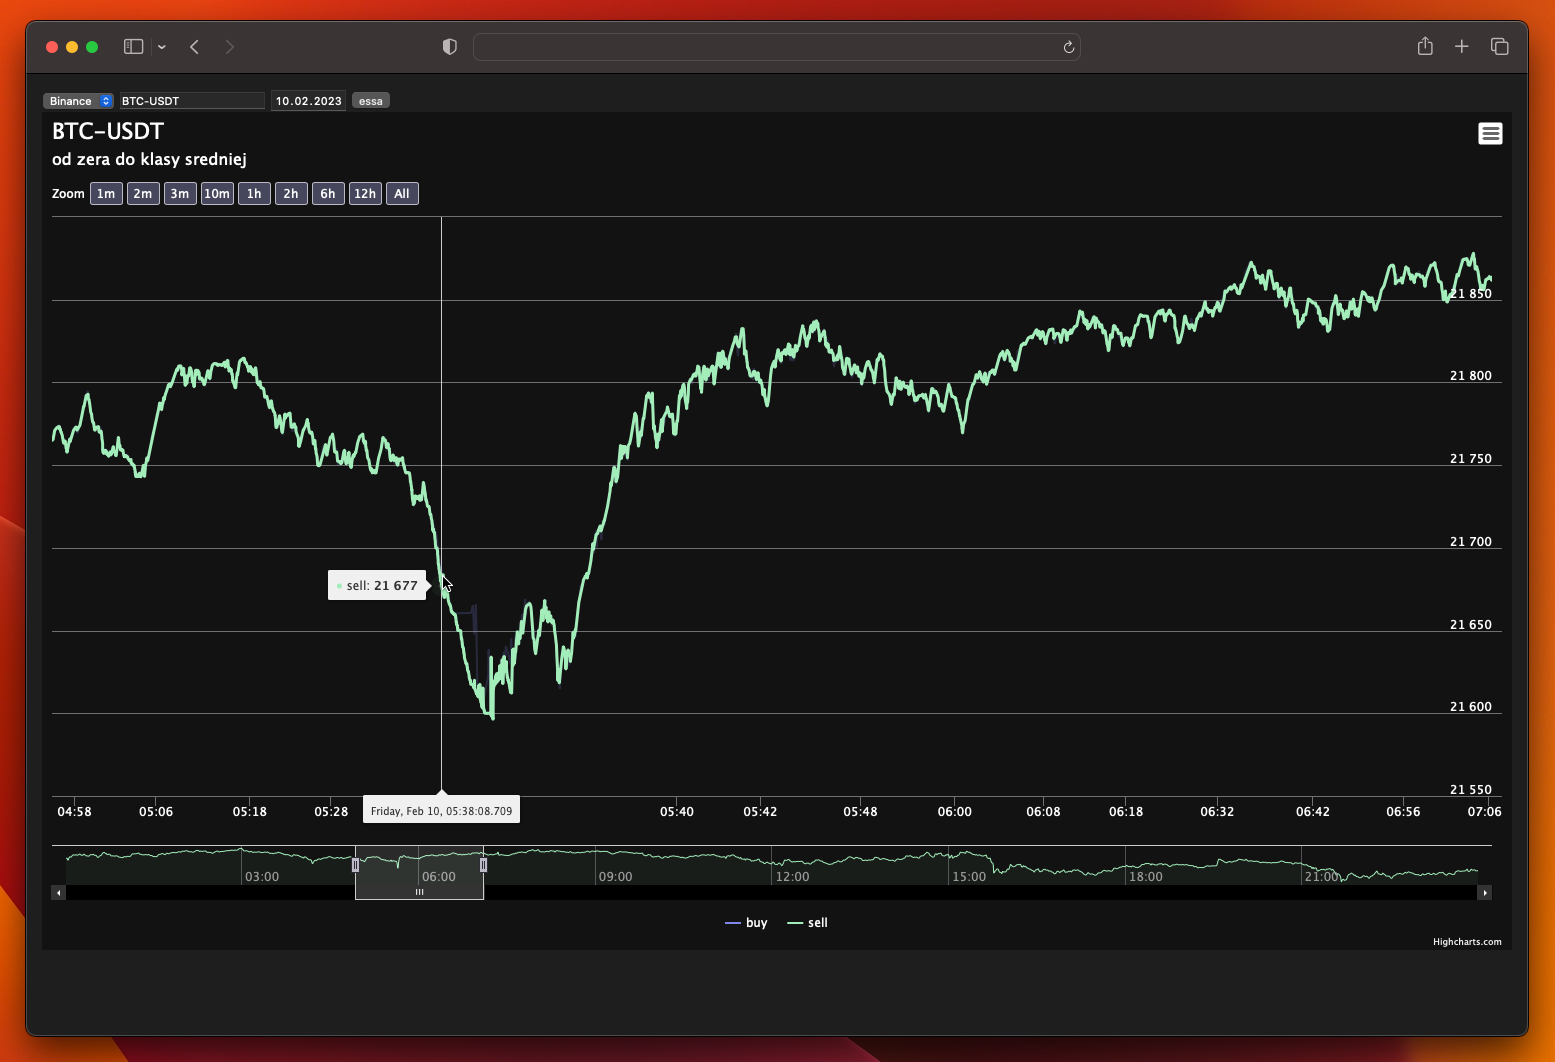 Binance BTC-USDT 10.02.2023 essa
BTC-USDT
od zera do klasy sredniej
Zoom 1m 2m 3m 10m 1h 2h 6h 12h All
21 850
21 800
21 750
21 700
sell: 21 677
21 650
21 600
21 550
04:58 05:06 05:18 05:28 05:40 05:42 05:48 06:00 06:08 06:18 06:32 06:42 06:56 07:06
Friday, Feb 10, 05:38:08.709
03:00 06:00 09:00 12:00 15:00 18:00 21:00
buy sell
Highcharts.com